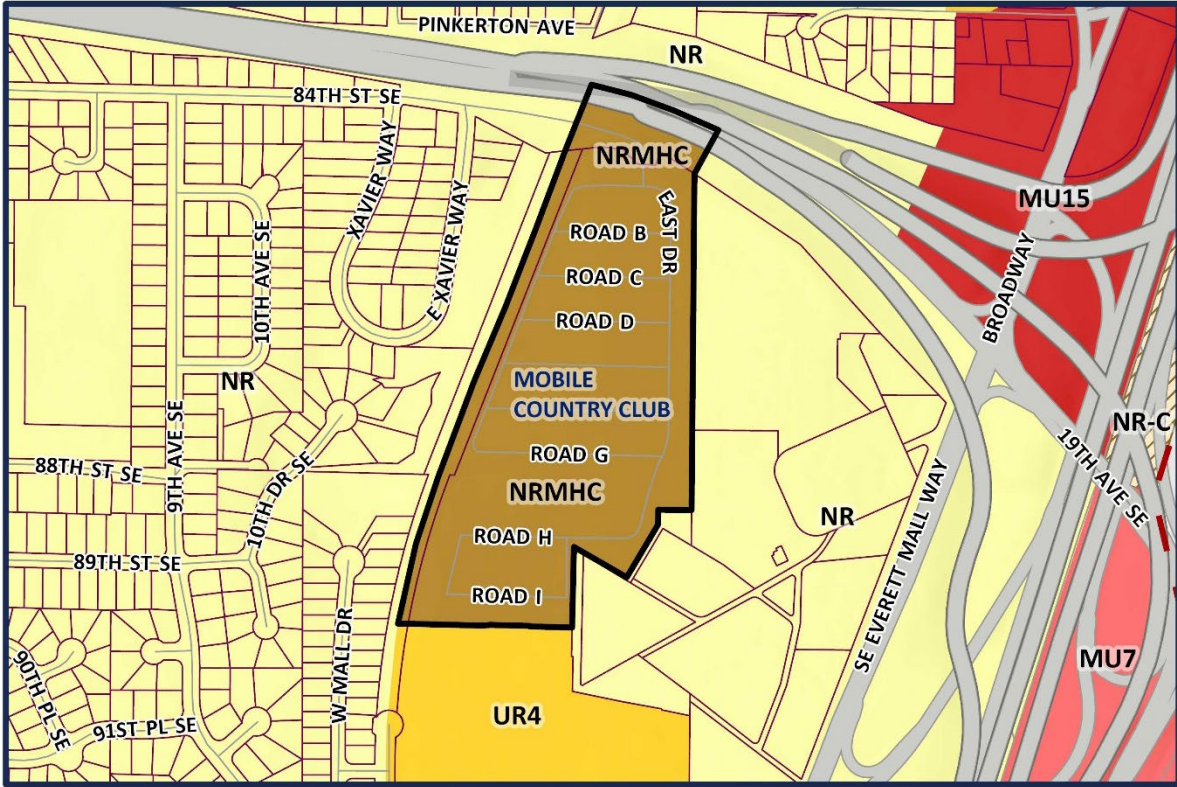 PINKERTON AVE
NR
84TH ST SE
NRMHC
XAVIER WAY
EAST DR
MU15
ROAD B
10TH AVE SE
E XAVIER WAY
ROAD C
BROADWAY
ROAD D
NR
MOBILE
COUNTRY CLUB
NR-C
9TH AVE SE
88TH ST SE
ROAD G
19TH AVE SE
10TH DR SE
NRMHC
NR
ROAD H
89TH ST SE
ROAD I
SE EVERETT MALL WAY
W MALL DR
MU7
90TH PL SE
91ST PL SE
UR4